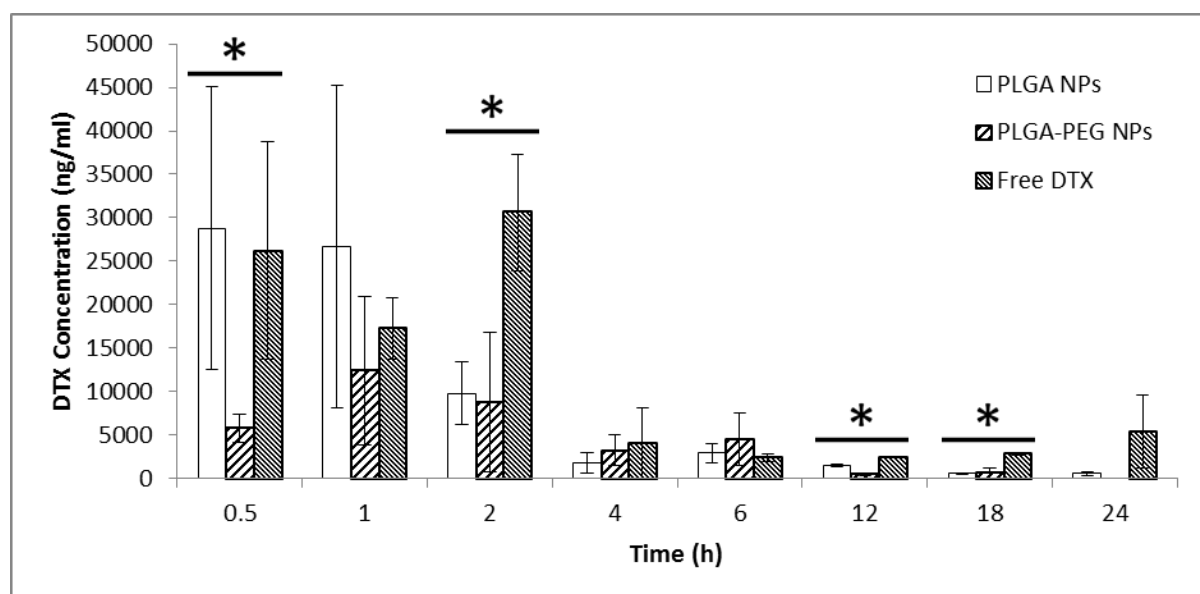 50000
45000
40000
35000
30000
25000
20000
15000
10000
5000
0
DTX Concentration (ng/ml)
*
*
*
*
PLGA NPs
PLGA-PEG NPs
Free DTX
0.5 1 2 4 6 12 18 24
Time (h)